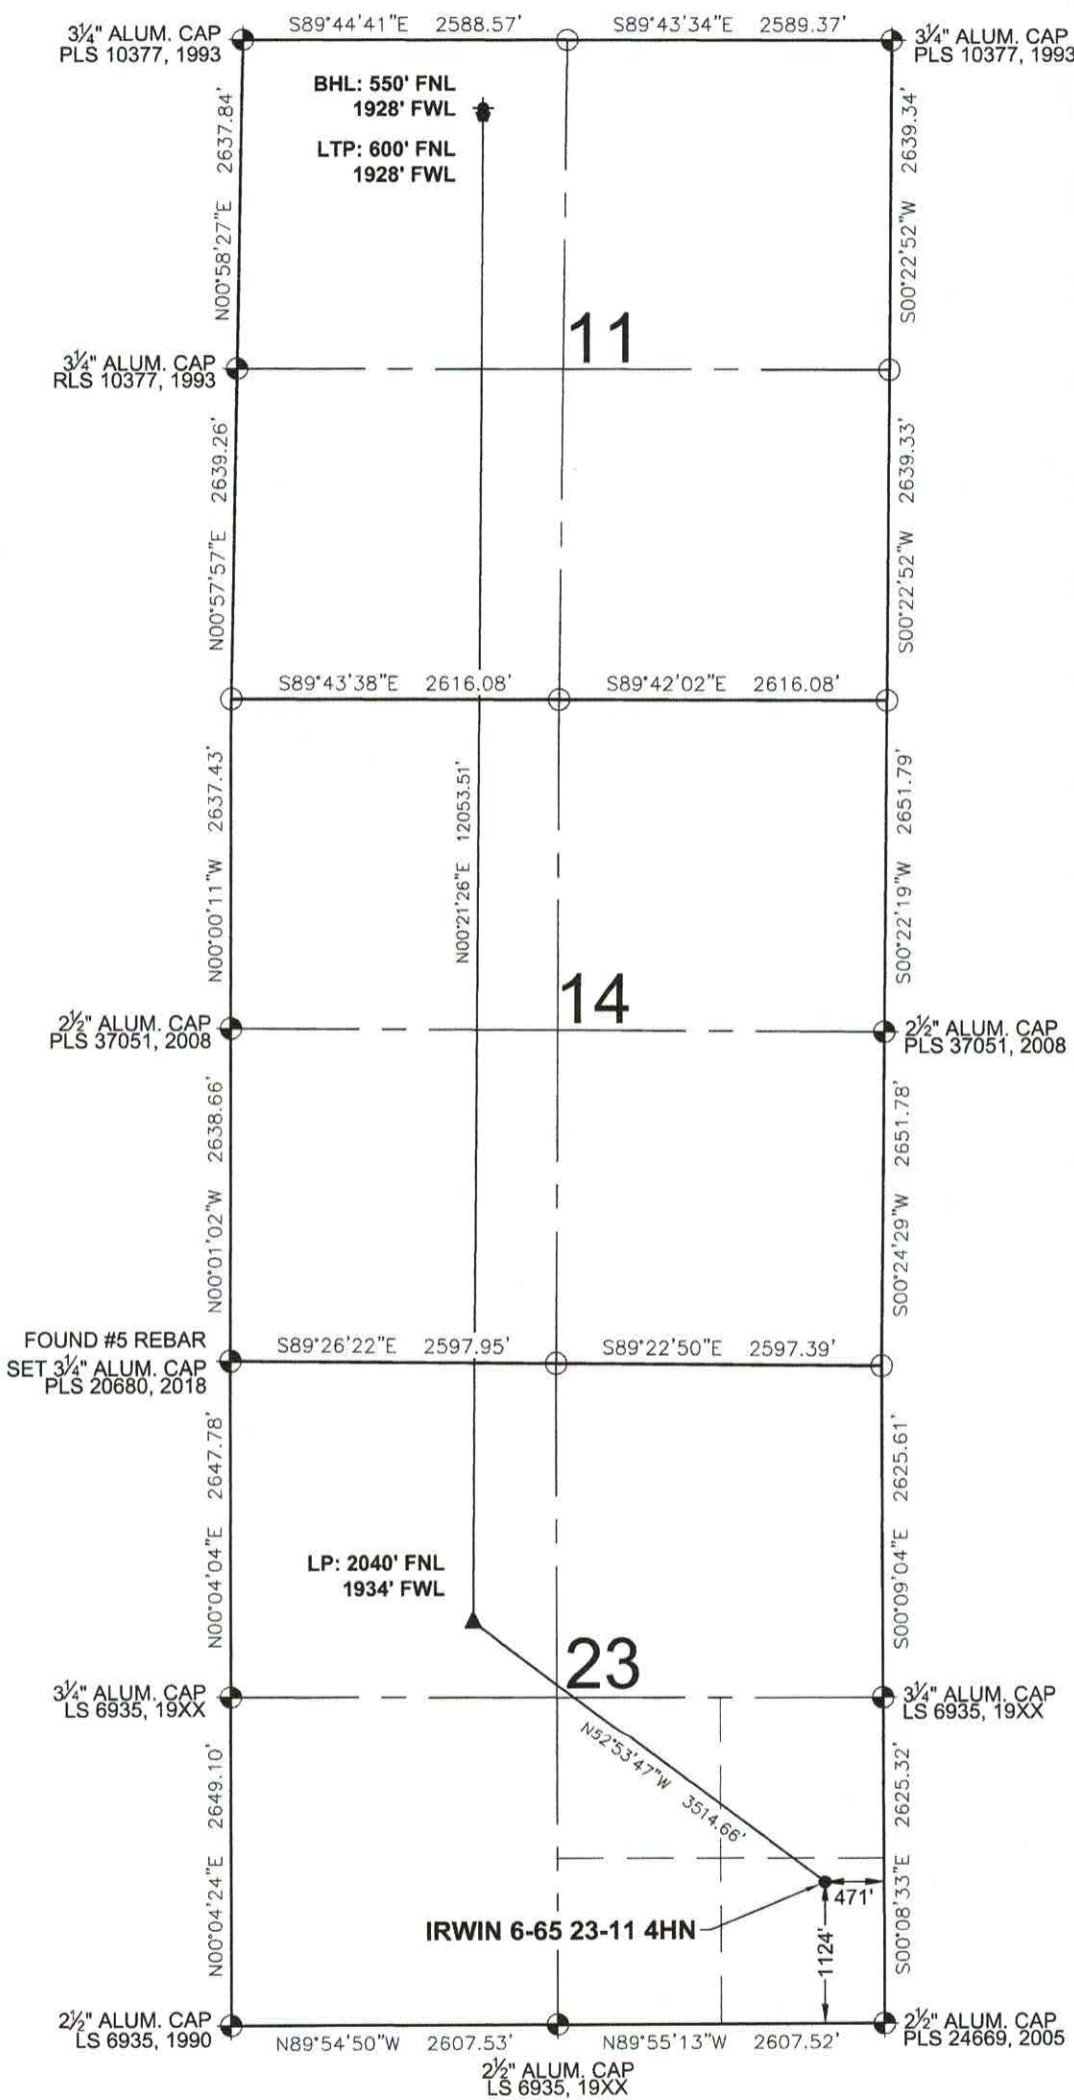 S89°44'41"E 2588.57'
S89°43'34"E 2589.37'
3¼" ALUM. CAP
PLS 10377, 1993
3¼" ALUM. CAP
PLS 10377, 1993
BHL: 550' FNL
1928' FWL
LTP: 600' FNL
1928' FWL
N00°58'27"E 2637.84'
S00°22'52"W 2639.34'
11
3¼" ALUM. CAP
RLS 10377, 1993
N00°57'57"E 2639.26'
S00°22'52"W 2639.33'
S89°43'38"E 2616.08'
S89°42'02"E 2616.08'
N00°00'11"W 2637.43'
N00°21'26"E 12053.51'
S00°22'19"W 2651.79'
14
2½" ALUM. CAP
PLS 37051, 2008
2½" ALUM. CAP
PLS 37051, 2008
N00°01'02"W 2638.66'
S00°24'29"W 2651.78'
FOUND #5 REBAR
SET 3¼" ALUM. CAP
PLS 20680, 2018
S89°26'22"E 2597.95'
S89°22'50"E 2597.39'
N00°04'04"E 2647.78'
S00°09'04"E 2625.61'
LP: 2040' FNL
1934' FWL
23
3¼" ALUM. CAP
LS 6935, 19XX
3¼" ALUM. CAP
LS 6935, 19XX
N52°53'47"W 3514.66'
N00°04'24"E 2649.10'
S00°08'33"E 2625.32'
471'
1124'
IRWIN 6-65 23-11 4HN
2½" ALUM. CAP
LS 6935, 1990
N89°54'50"W 2607.53'
N89°55'13"W 2607.52'
2½" ALUM. CAP
PLS 24669, 2005
2½" ALUM. CAP
LS 6935, 19XX